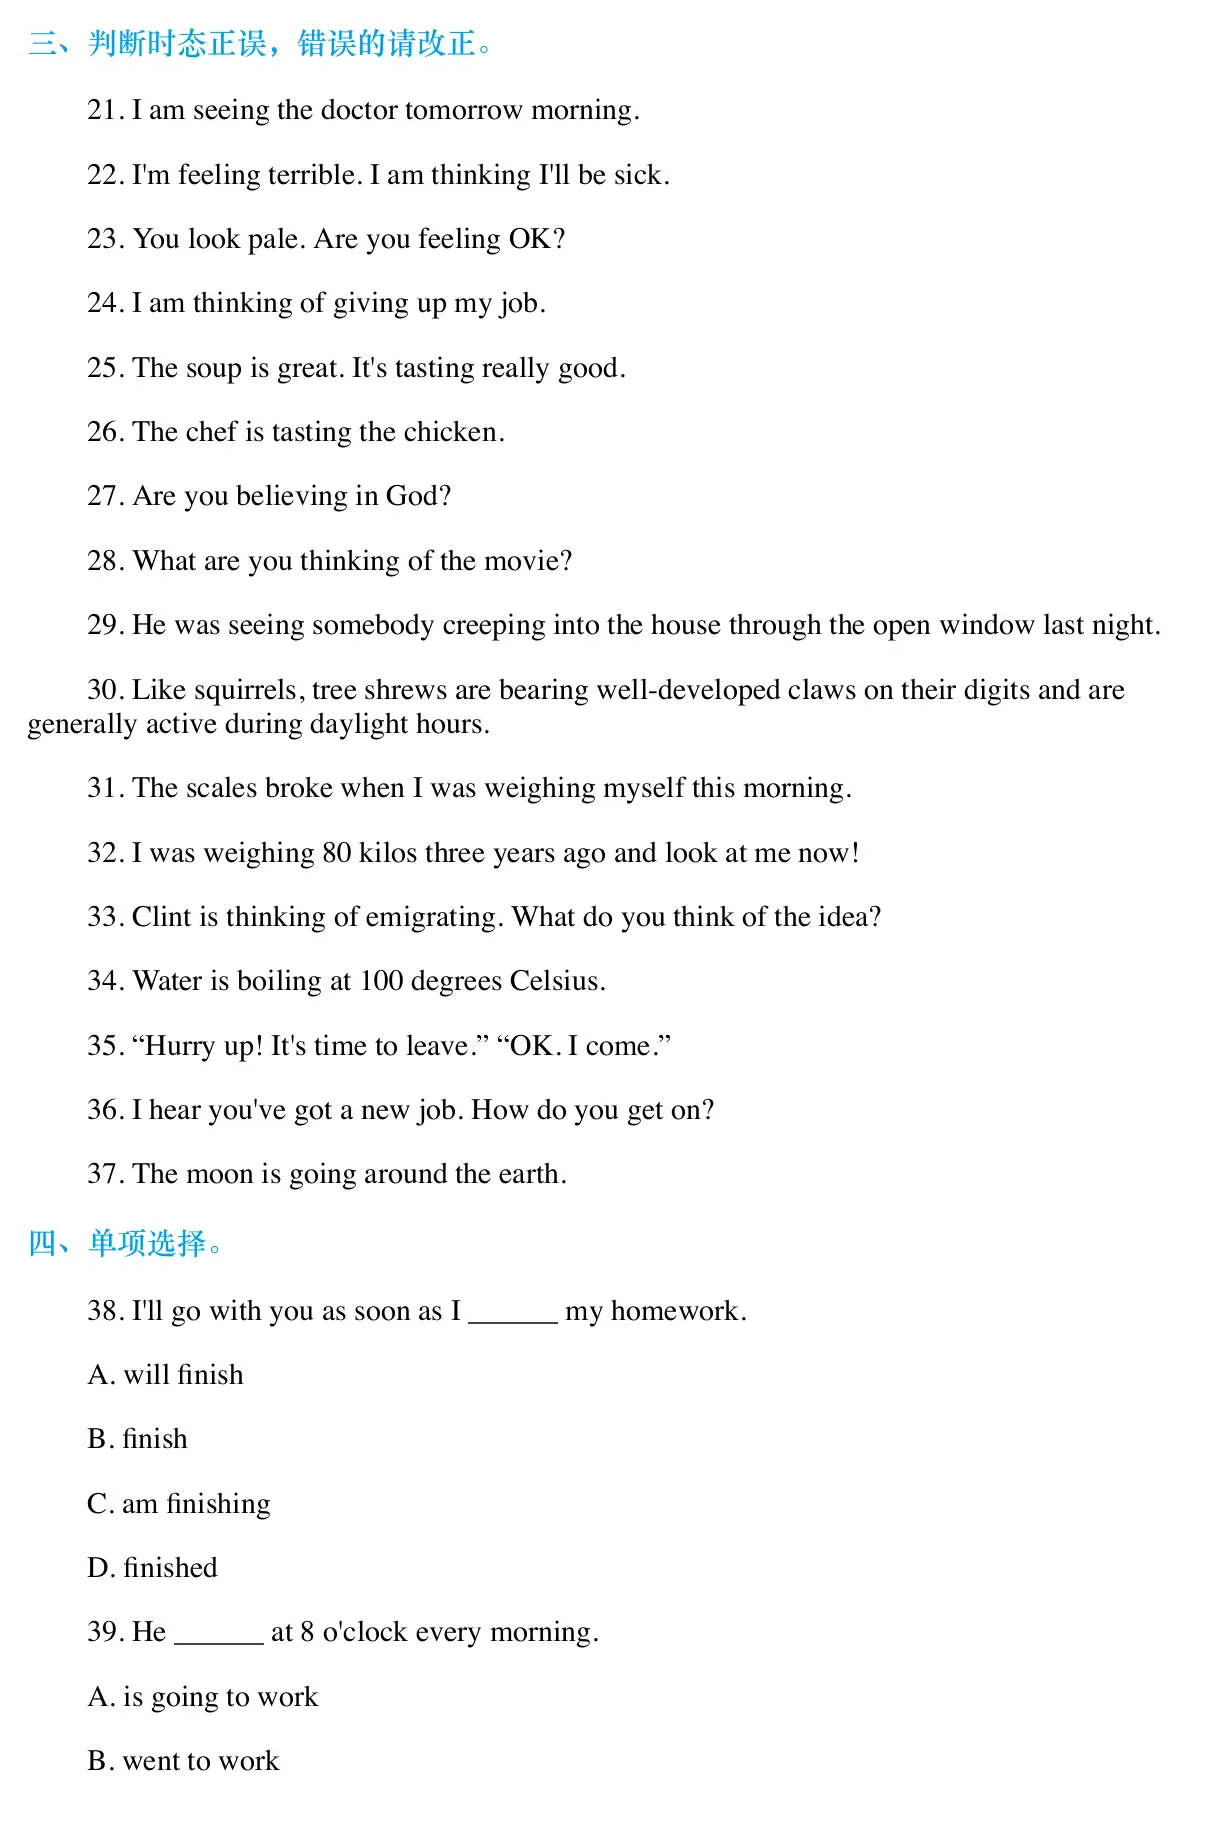 三、判断时态正误，错误的请改正。
21. I am seeing the doctor tomorrow morning.
22. I'm feeling terrible. I am thinking I'll be sick.
23. You look pale. Are you feeling OK?
24. I am thinking of giving up my job.
25. The soup is great. It's tasting really good.
26. The chef is tasting the chicken.
27. Are you believing in God?
28. What are you thinking of the movie?
29. He was seeing somebody creeping into the house through the open window last night.
30. Like squirrels, tree shrews are bearing well-developed claws on their digits and are
generally active during daylight hours.
31. The scales broke when I was weighing myself this morning.
32. I was weighing 80 kilos three years ago and look at me now!
33. Clint is thinking of emigrating. What do you think of the idea?
34. Water is boiling at 100 degrees Celsius.
35. “Hurry up! It's time to leave.” “OK. I come.”
36. I hear you've got a new job. How do you get on?
37. The moon is going around the earth.
四、单项选择。
38. I'll go with you as soon as I ______ my homework.
A. will finish
B. finish
C. am finishing
D. finished
39. He ______ at 8 o'clock every morning.
A. is going to work
B. went to work